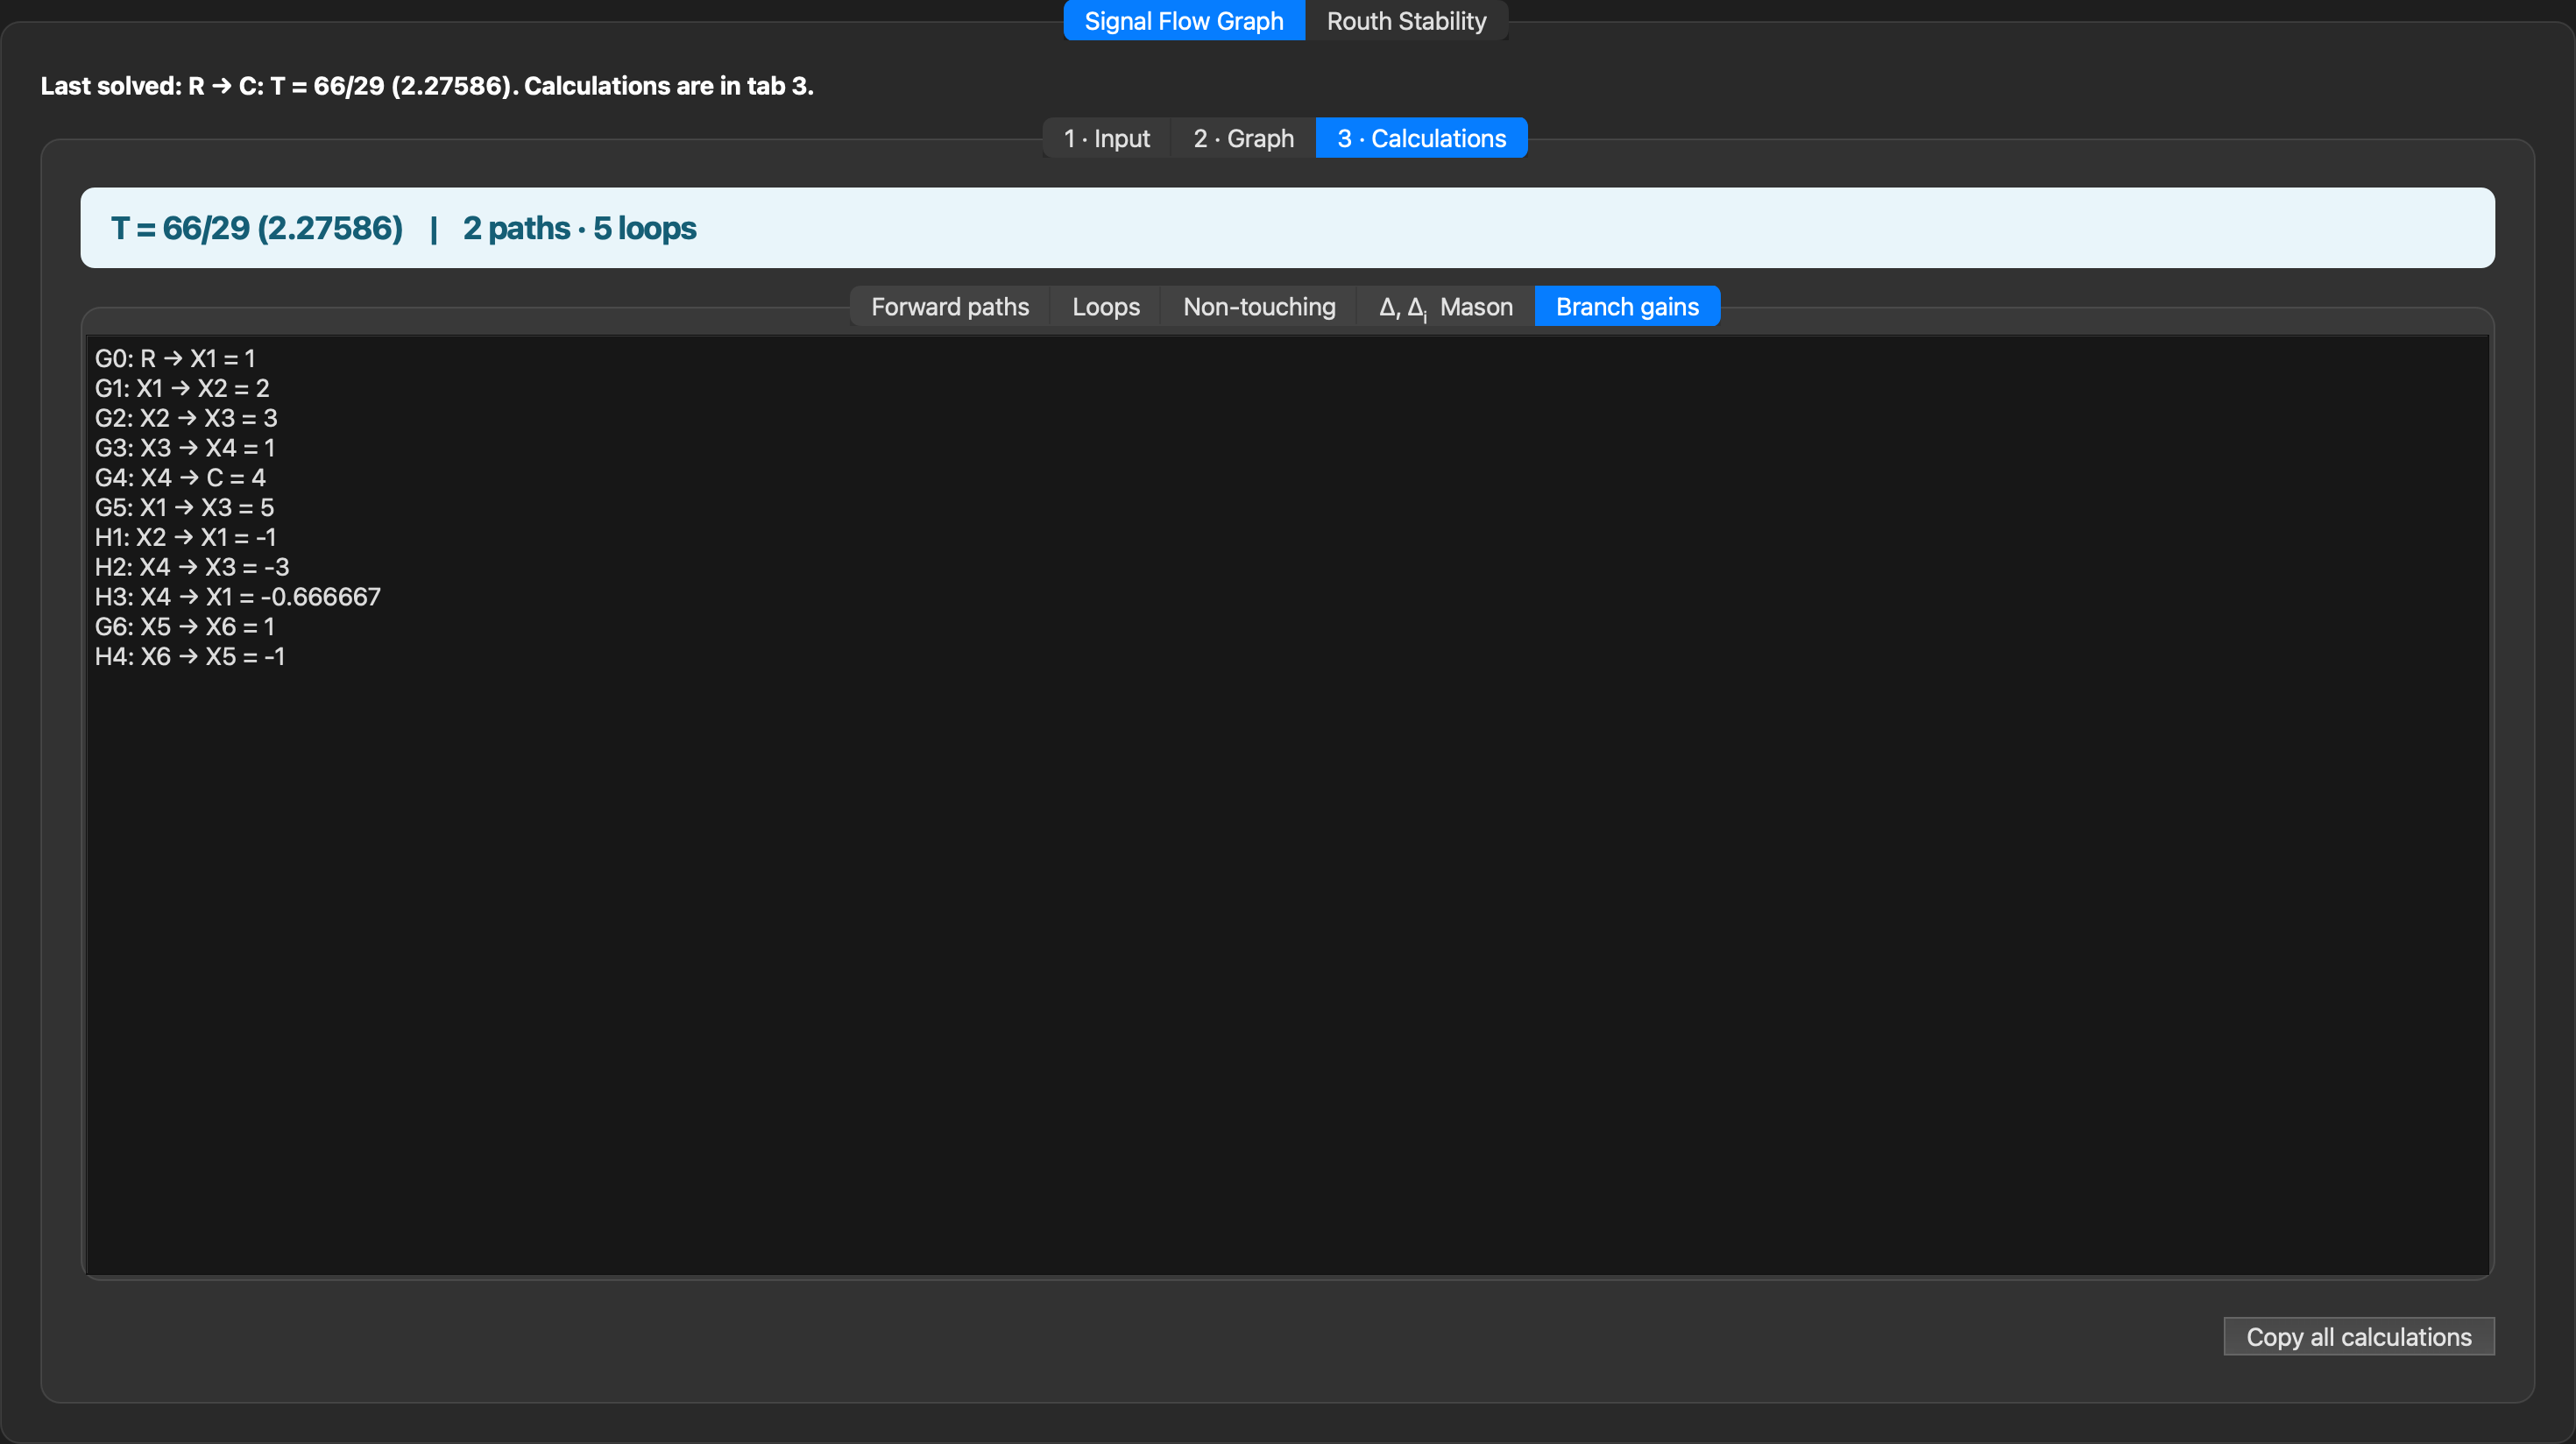 Signal Flow Graph Routh Stability
Last solved: R → C: T = 66/29 (2.27586). Calculations are in tab 3.
1 · Input 2 · Graph 3 · Calculations
T = 66/29 (2.27586) | 2 paths · 5 loops
Forward paths Loops Non-touching Δ, Δᵢ Mason Branch gains
G0: R → X1 = 1
G1: X1 → X2 = 2
G2: X2 → X3 = 3
G3: X3 → X4 = 1
G4: X4 → C = 4
G5: X1 → X3 = 5
H1: X2 → X1 = -1
H2: X4 → X3 = -3
H3: X4 → X1 = -0.666667
G6: X5 → X6 = 1
H4: X6 → X5 = -1
Copy all calculations